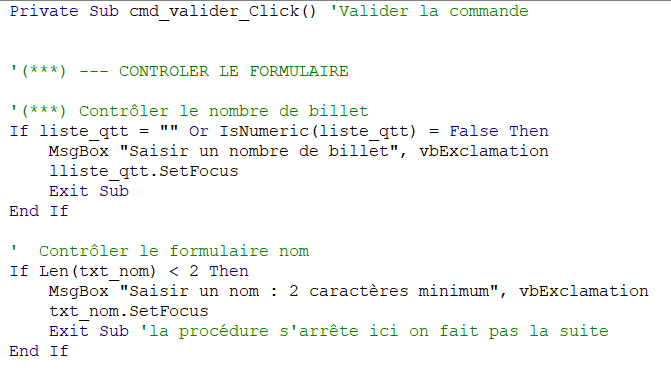 Private Sub cmd_valider_Click() 'Valider la commande
'(***) --- CONTROLER LE FORMULAIRE
'(***) Contrôler le nombre de billet
If liste_qtt = "" Or IsNumeric(liste_qtt) = False Then
MsgBox "Saisir un nombre de billet", vbExclamation
lliste_qtt.SetFocus
Exit Sub
End If
'  Contrôler le formulaire nom
If Len(txt_nom) < 2 Then
MsgBox "Saisir un nom : 2 caractères minimum", vbExclamation
txt_nom.SetFocus
Exit Sub 'la procédure s'arrête ici on fait pas la suite
End If